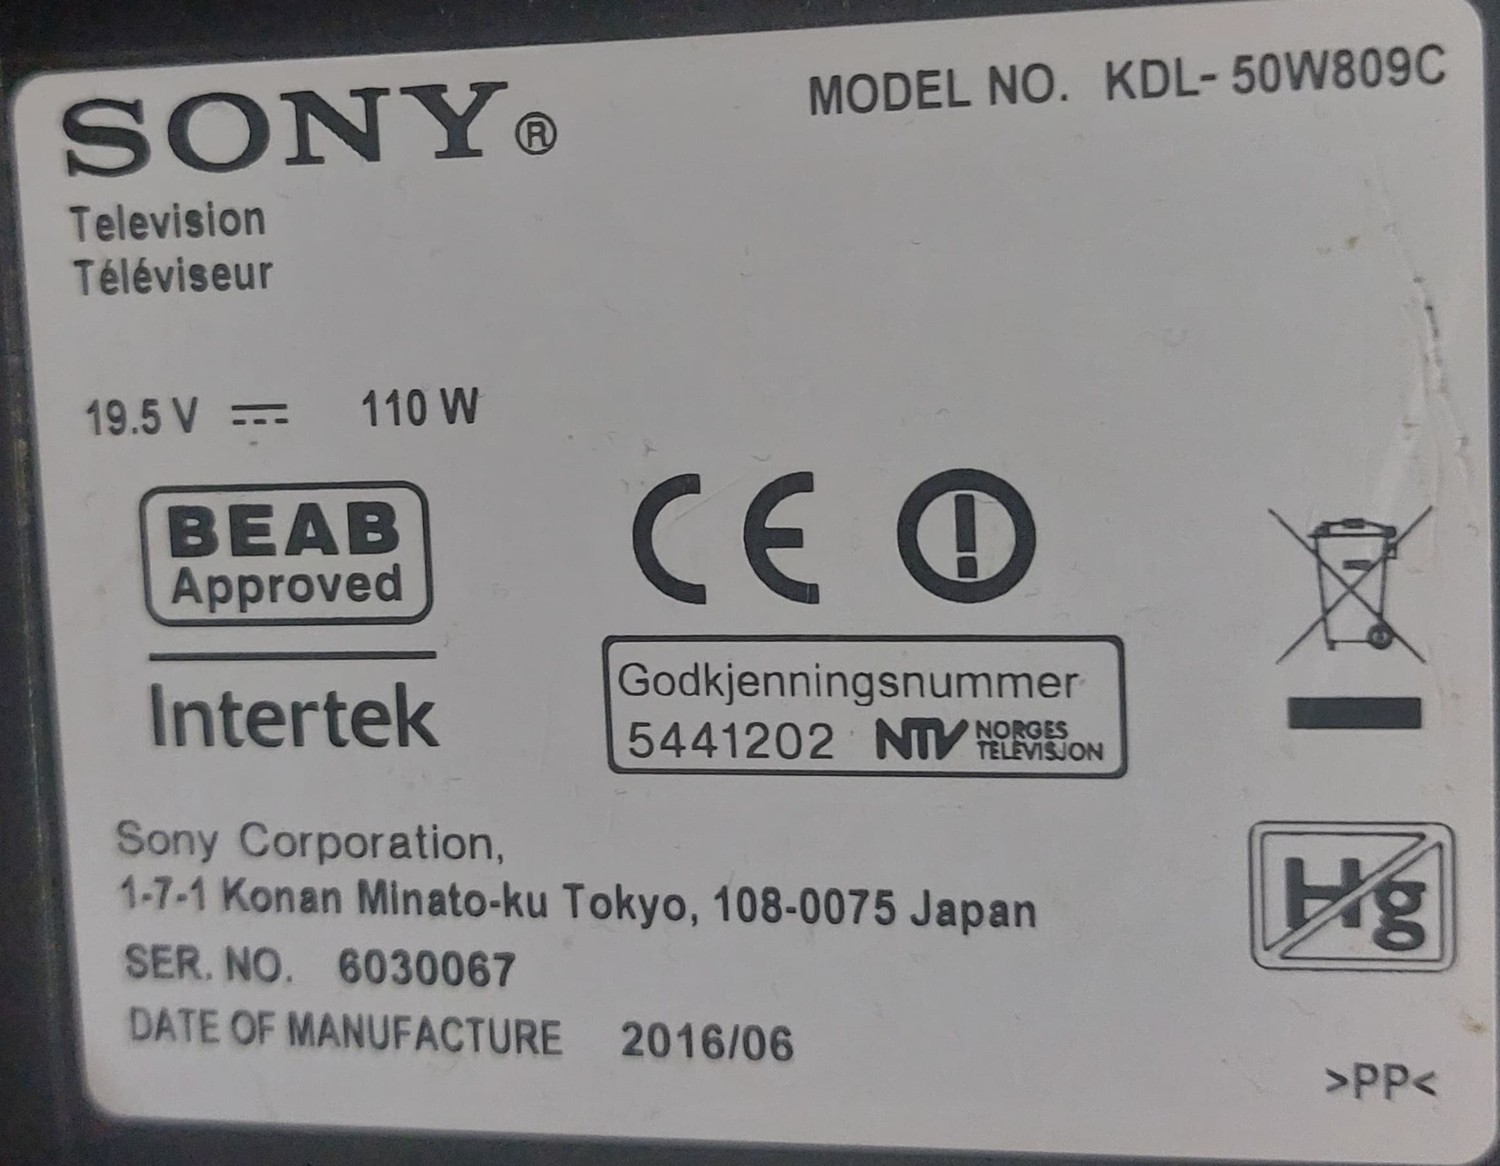 SONY®
MODEL NO. KDL- 50W809C
Television
Téléviseur
19.5 V ⎓ 110 W
BEAB
Approved
Intertek
CE
Godkjenningsnummer
5441202 NTV NORGES
TELEVISJON
Hg
Sony Corporation,
1-7-1 Konan Minato-ku Tokyo, 108-0075 Japan
SER. NO. 6030067
DATE OF MANUFACTURE 2016/06
>PP<